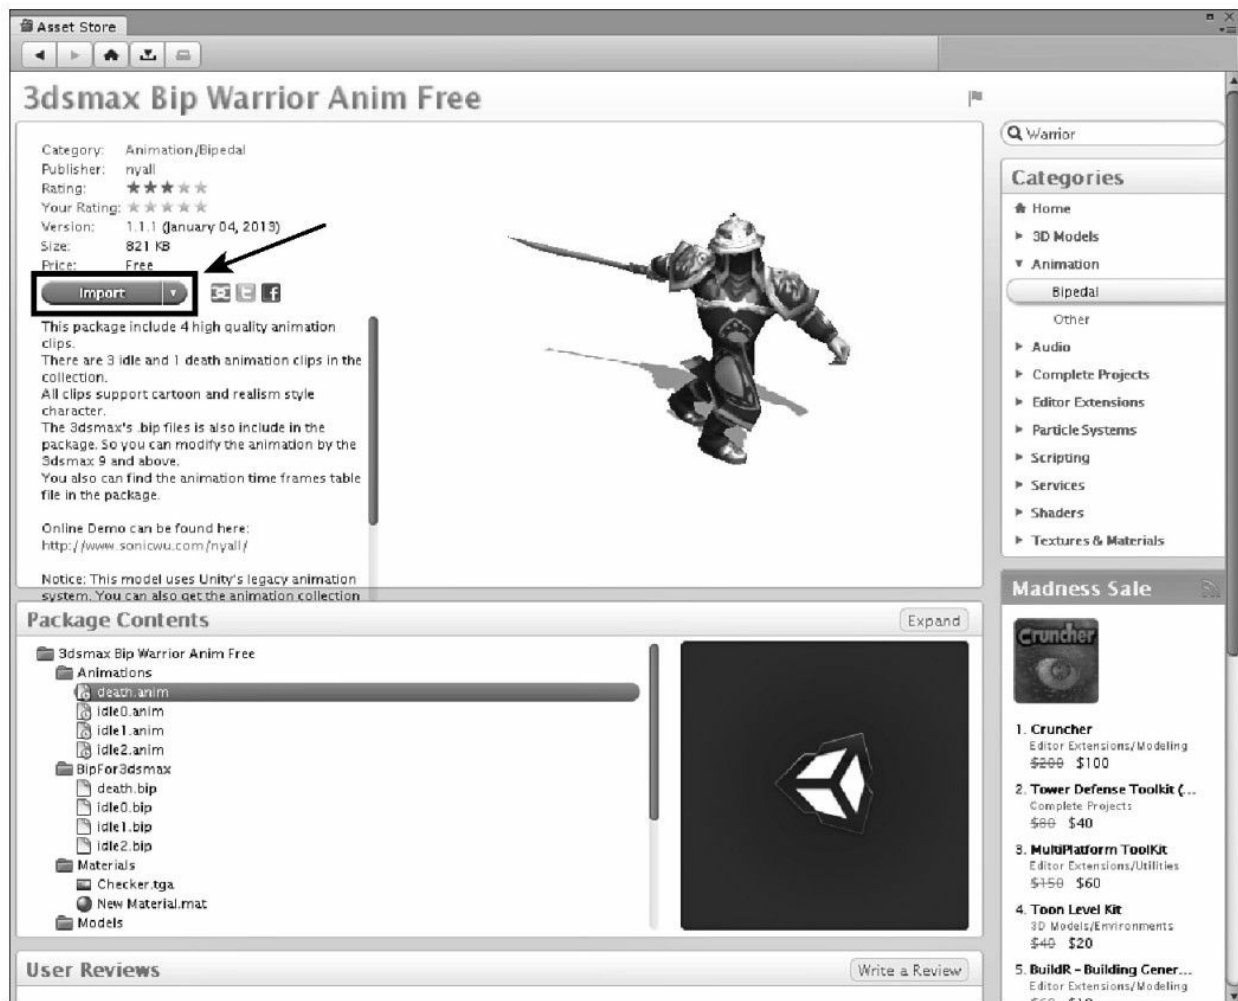 Asset Store
3dsmax Bip Warrior Anim Free
Category: Animation/Bipedal
Publisher: nyall
Rating:
Your Rating:
Version: 1.1.1 (January 04, 2013)
Size: 821 KB
Price: Free
Import
This package include 4 high quality animation
clips.
There are 3 idle and 1 death animation clips in the
collection.
All clips support cartoon and realism style
character.
The 3dsmax's .bip files is also include in the
package. So you can modify the animation by the
3dsmax 9 and above.
You also can find the animation time frames table
file in the package.
Online Demo can be found here:
http://www.sonicwu.com/nyall/
Notice: This model uses Unity's legacy animation
system. You can also get the animation collection
Warrior
Categories
Home
3D Models
Animation
Bipedal
Other
Audio
Complete Projects
Editor Extensions
Particle Systems
Scripting
Services
Shaders
Textures & Materials
Package Contents
Expand
3dsmax Bip Warrior Anim Free
Animations
death.anim
idle0.anim
idle1.anim
idle2.anim
BipFor3dsmax
death.bip
idle0.bip
idle1.bip
idle2.bip
Materials
Checker.tga
New Material.mat
Models
Madness Sale
Cruncher
1. Cruncher
Editor Extensions/Modeling
$200 $100
2. Tower Defense Toolkit (...
Complete Projects
$80 $40
3. MultiPlatform ToolKit
Editor Extensions/Utilities
$150 $60
4. Toon Level Kit
3D Models/Environments
$40 $20
5. BuildR - Building Gener...
Editor Extensions/Modeling
User Reviews
Write a Review